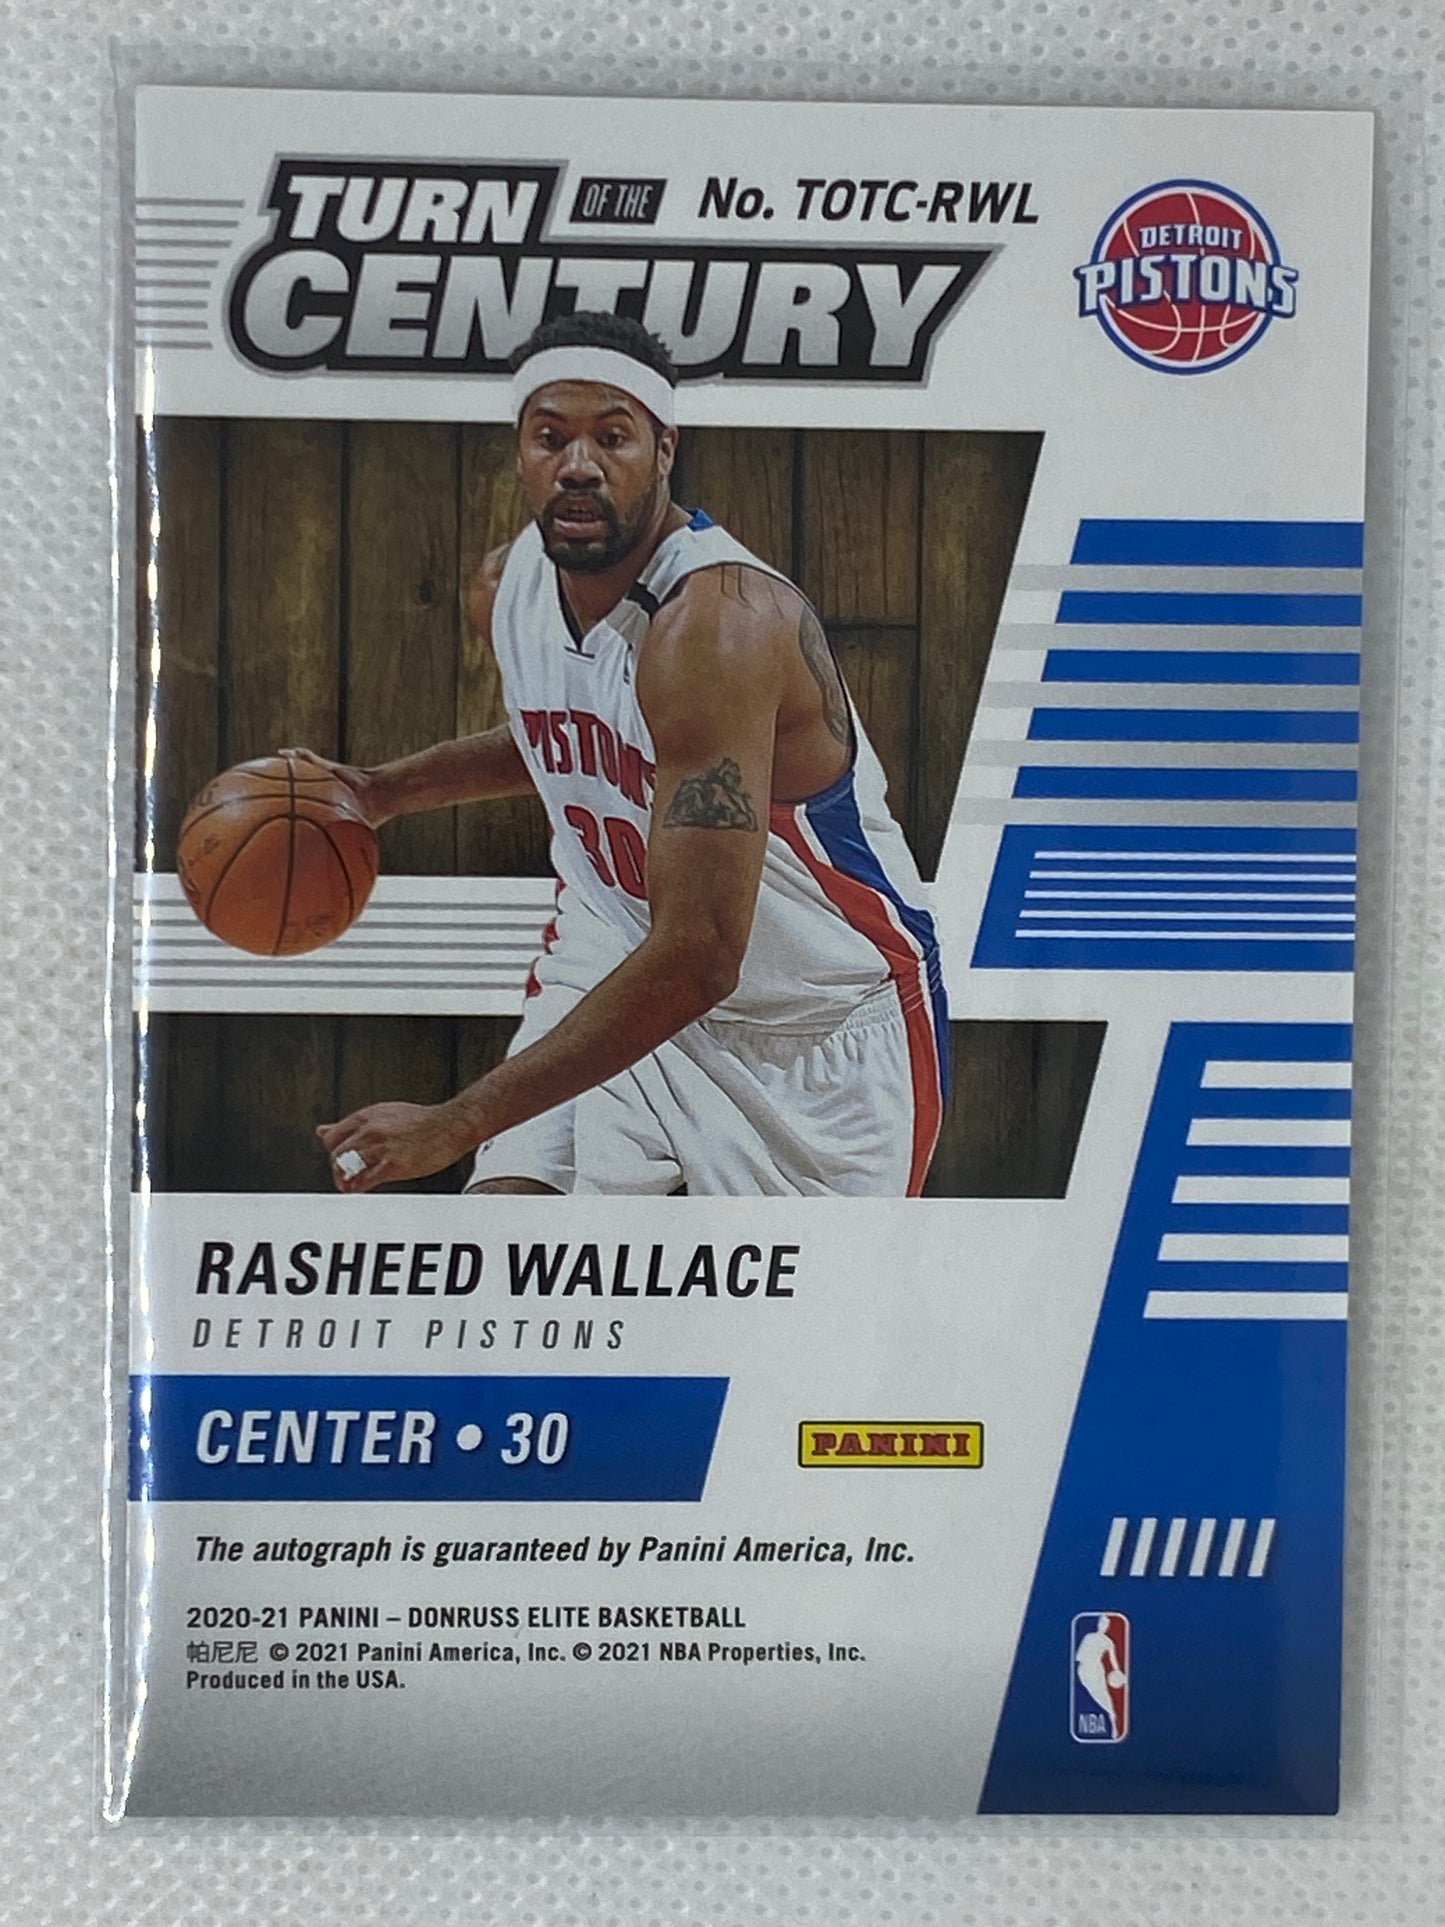 TURN OF THE No. TOTC-RWL
CENTURY
DETROIT
PISTONS
PISTONS
30
RASHEED WALLACE
DETROIT PISTONS
CENTER • 30
PANINI
The autograph is guaranteed by Panini America, Inc.
2020-21 PANINI – DONRUSS ELITE BASKETBALL
帕尼尼 © 2021 Panini America, Inc. © 2021 NBA Properties, Inc.
Produced in the USA.
NBA